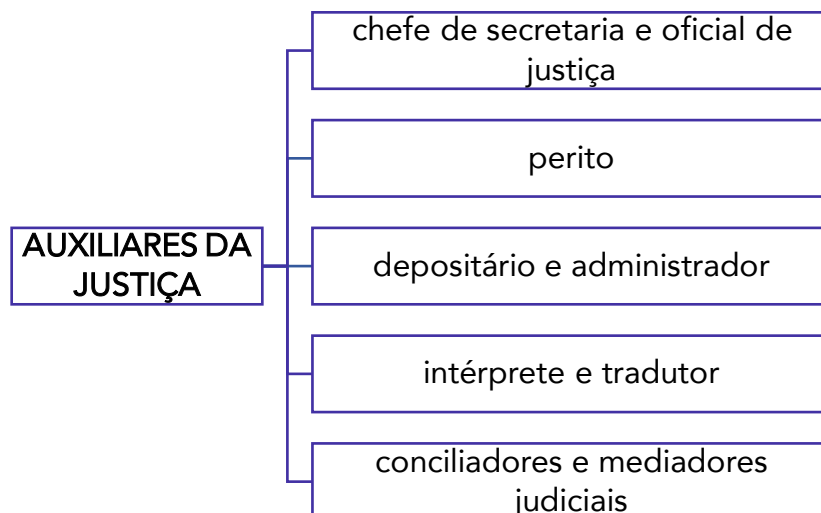 chefe de secretaria e oficial de
justiça
perito
AUXILIARES DA
JUSTIÇA
depositário e administrador
intérprete e tradutor
conciliadores e mediadores
judiciais